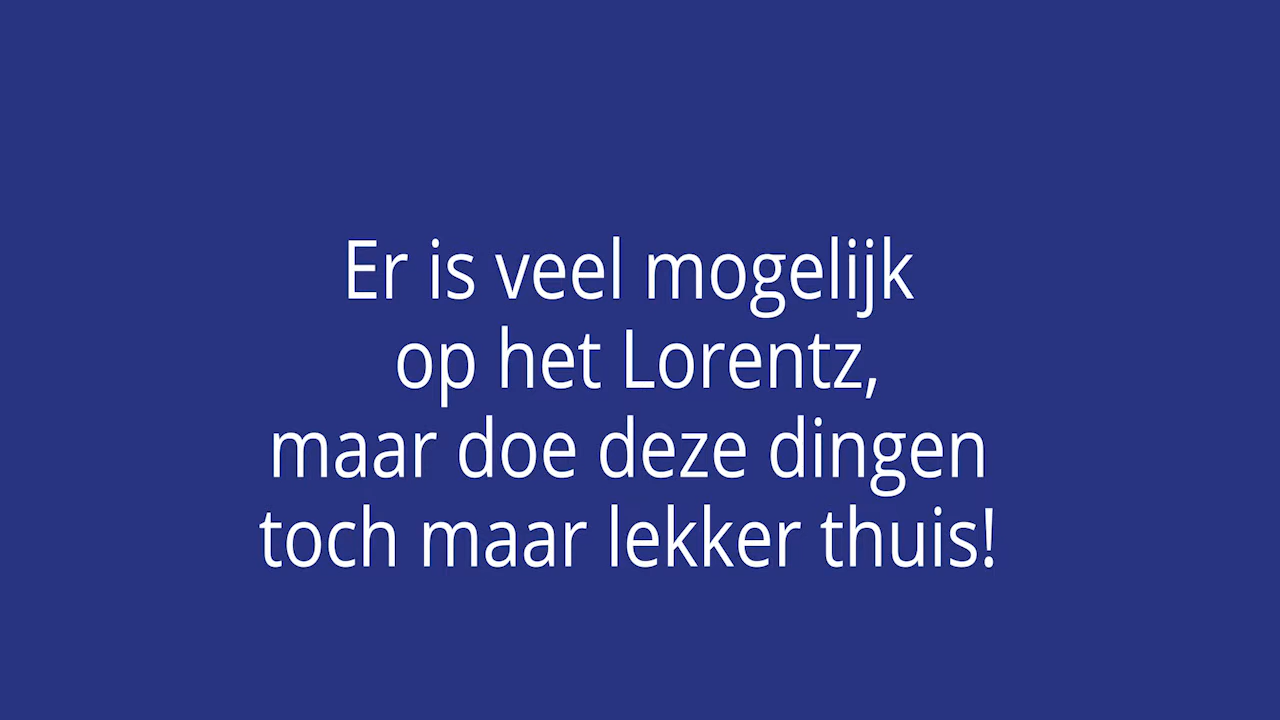 Er is veel mogelijk
op het Lorentz,
maar doe deze dingen
toch maar lekker thuis!